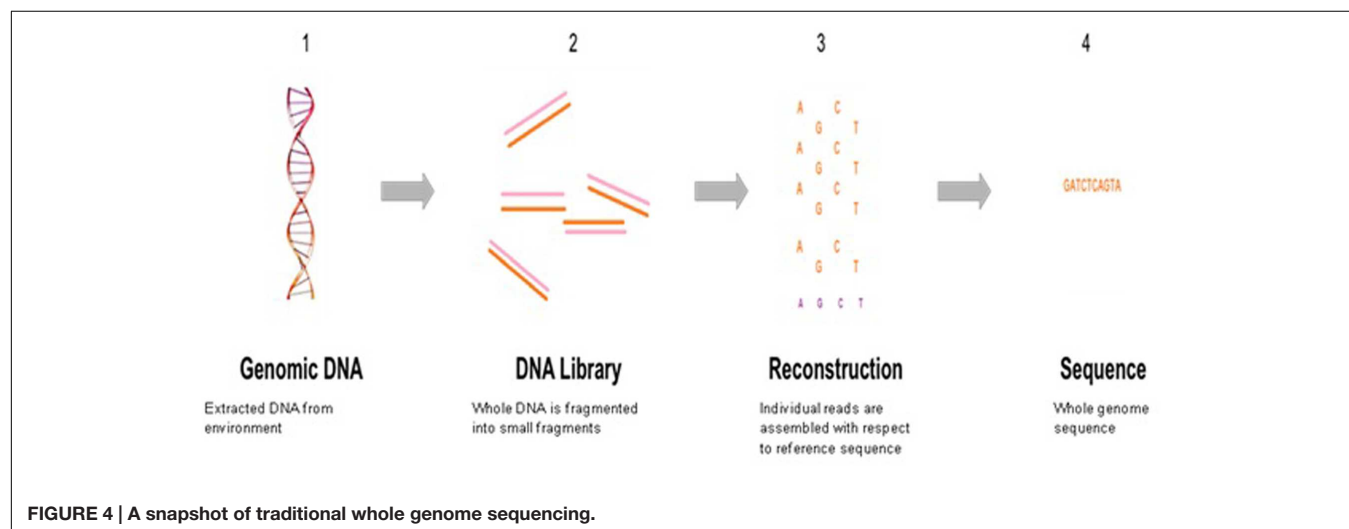 1
2
3
4
A C
G T
A C
G T
A C
G T
A C
G T
A G C T
GATCTCAGTA
Genomic DNA
Extracted DNA from
environment
DNA Library
Whole DNA is fragmented
into small fragments
Reconstruction
Individual reads are
assembled with respect
to reference sequence
Sequence
Whole genome
sequence
FIGURE 4 | A snapshot of traditional whole genome sequencing.